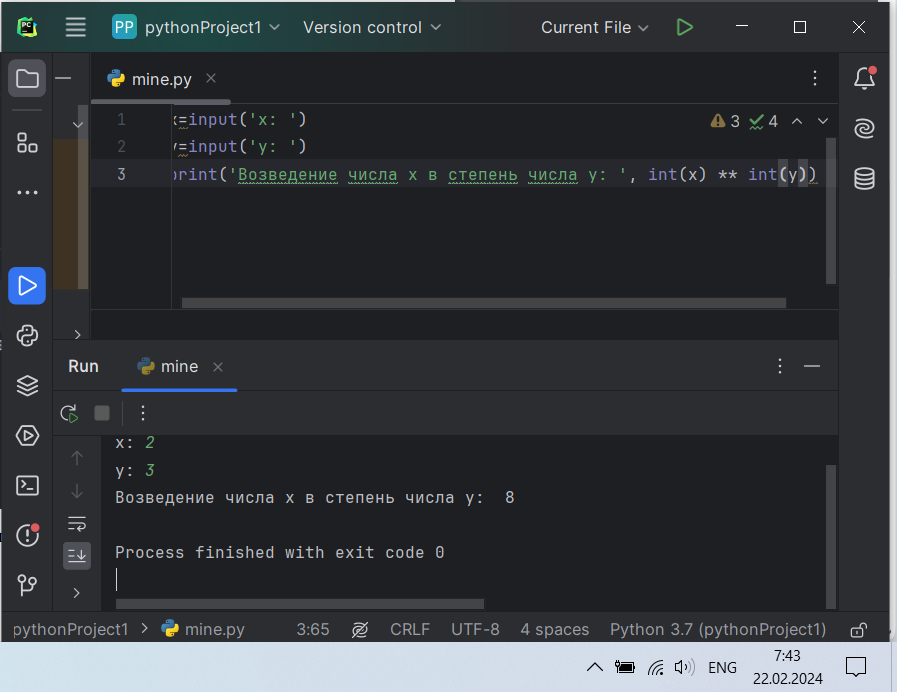 PC PP pythonProject1 Version control Current File
mine.py
1 x=input('x: ') 3 4
2 y=input('y: ')
3 print('Возведение числа x в степень числа y: ', int(x) ** int(y))
Run mine
x: 2
y: 3
Возведение числа x в степень числа y:  8
Process finished with exit code 0
pythonProject1 > mine.py 3:65 CRLF UTF-8 4 spaces Python 3.7 (pythonProject1)
ENG 7:43
22.02.2024